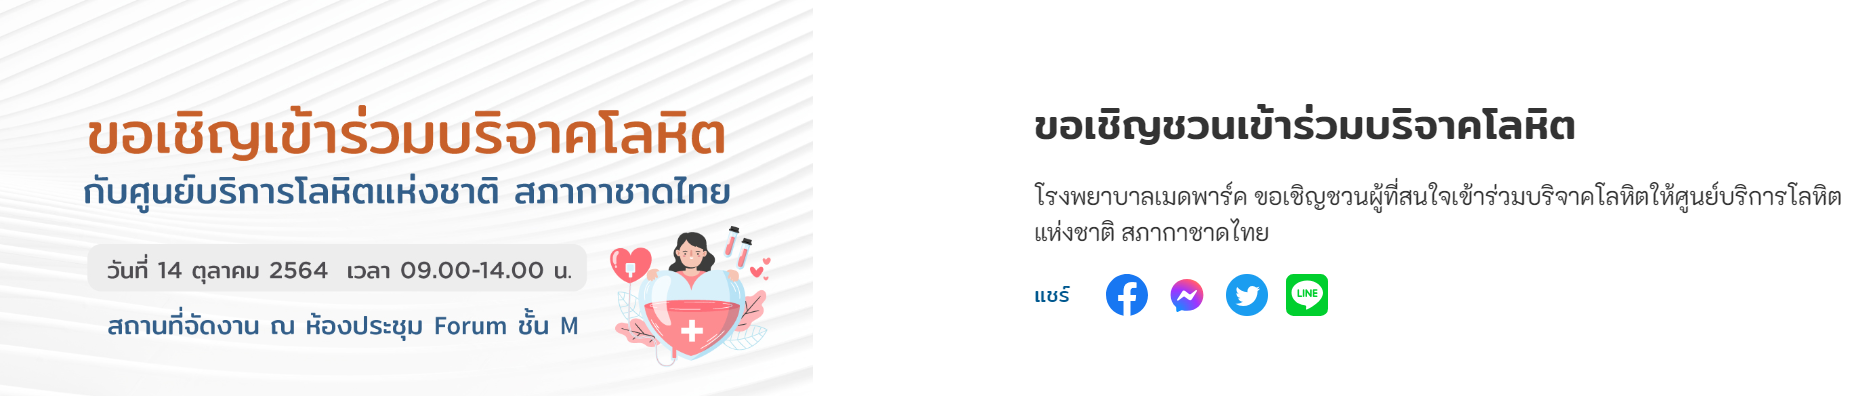 ขอเชิญเข้าร่วมบริจาคโลหิต
กับศูนย์บริการโลหิตแห่งชาติ สภากาชาดไทย
วันที่ 14 ตุลาคม 2564 เวลา 09.00-14.00 น.
สถานที่จัดงาน ณ ห้องประชุม Forum ชั้น M
ขอเชิญชวนเข้าร่วมบริจาคโลหิต
โรงพยาบาลเมดพาร์ค ขอเชิญชวนผู้ที่สนใจเข้าร่วมบริจาคโลหิตให้ศูนย์บริการโลหิต
แห่งชาติ สภากาชาดไทย
แชร์
LINE